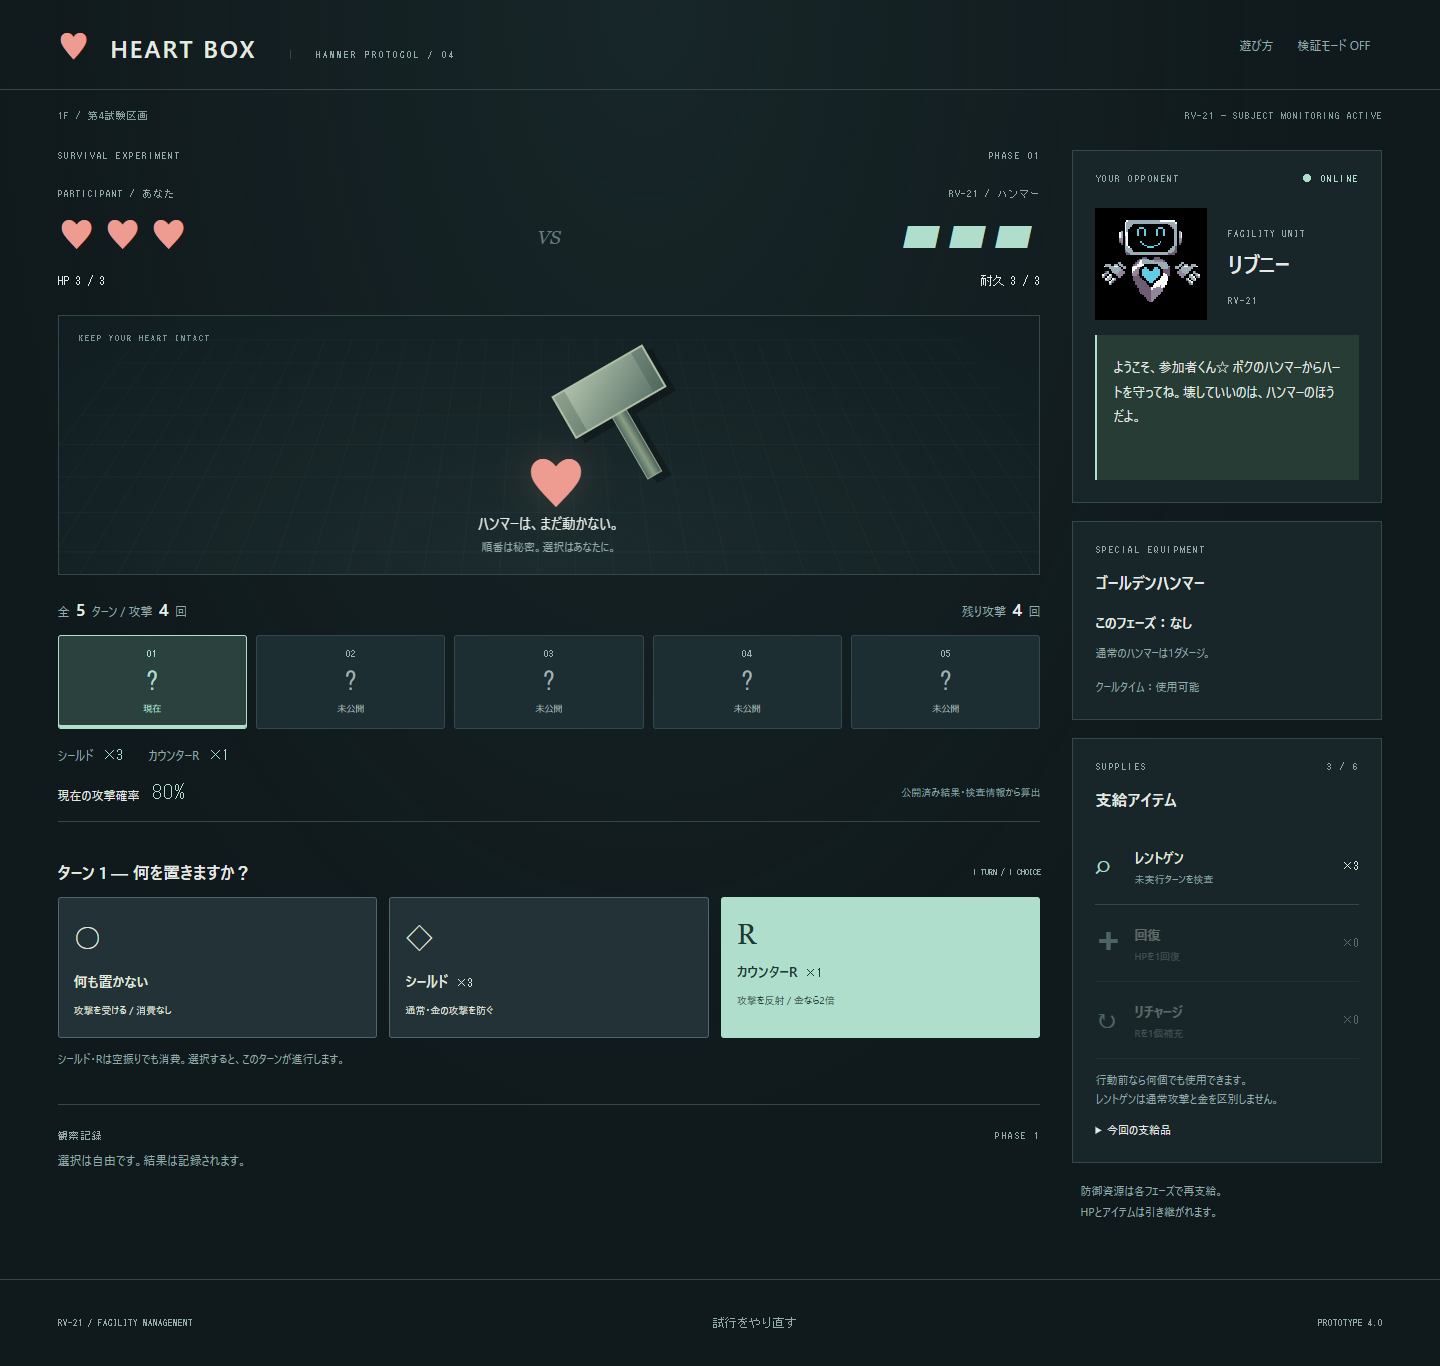 HEART BOX
HANNER PROTOGOL / 04
遊び方
検証モード OFF
1F / 第4試験区画
RV-21 — SUBJECT MONITORING ACTIVE
SURVIVAL EXPERIMENT
PHASE 01
PARTICIPANT / あなた
RV-21 / ハンマー
VS
HP 3 / 3
耐久 3 / 3
KEEP YOUR HEART INTACT
ハンマーは、まだ動かない。
順番は秘密。選択はあなたに。
全 5 ターン / 攻撃 4 回
残り攻撃 4 回
01
?
現在
02
?
未公開
03
?
未公開
04
?
未公開
05
?
未公開
シールド ×3
カウンターR ×1
現在の攻撃確率 80%
公開済み結果・検査情報から算出
ターン 1 — 何を置きますか?
1 TURN / 1 CHOICE
○
何も置かない
攻撃を受ける / 消費なし
◇
シールド ×3
通常・金の攻撃を防ぐ
R
カウンターR ×1
攻撃を反射 / 金なら2倍
シールド・Rは空振りでも消費。選択すると、このターンが進行します。
観察記録
PHASE 1
選択は自由です。結果は記録されます。
YOUR OPPONENT
ONLINE
FACILITY UNIT
リブニー
RV-21
ようこそ、参加者くん☆ ボクのハンマーからハー
トを守ってね。壊していいのは、ハンマーのほう
だよ。
SPECIAL EQUIPMENT
ゴールデンハンマー
このフェーズ：なし
通常のハンマーは1ダメージ。
クールタイム：使用可能
SUPPLIES
3 / 6
支給アイテム
レントゲン
未実行ターンを検査
×3
回復
HPを1回復
×0
リチャージ
Rを1個補充
×0
行動前なら何個でも使用できます。
レントゲンは通常攻撃と金を区別しません。
▶ 今回の支給品
防御資源は各フェーズで再支給。
HPとアイテムは引き継がれます。
RV-21 / FACILITY MANAGEMENT
試行をやり直す
PROTOTYPE 4.0